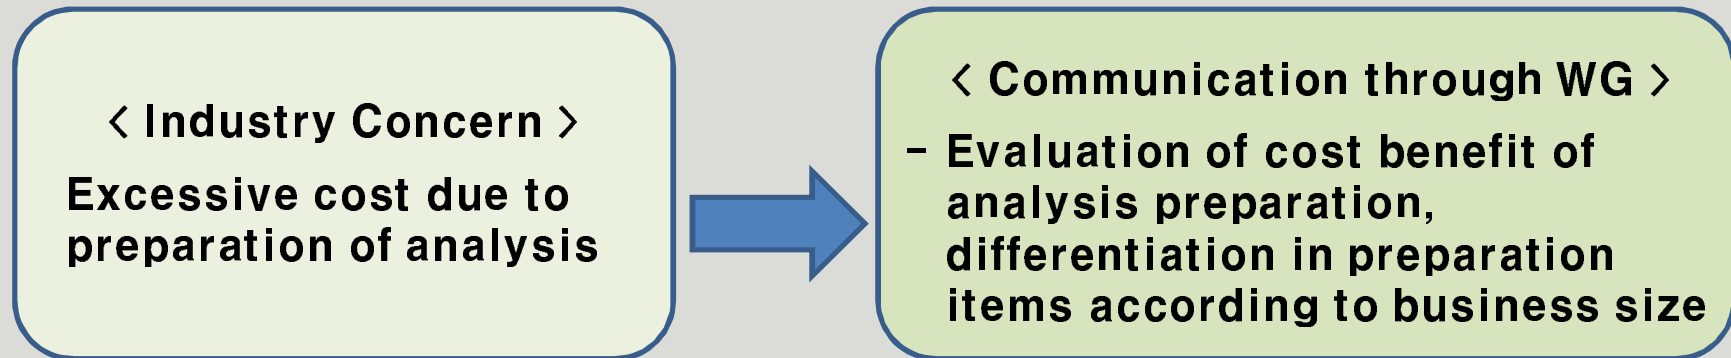 < Industry Concern >
Excessive cost due to
preparation of analysis
< Communication through WG >
- Evaluation of cost benefit of
analysis preparation,
differentiation in preparation
items according to business size